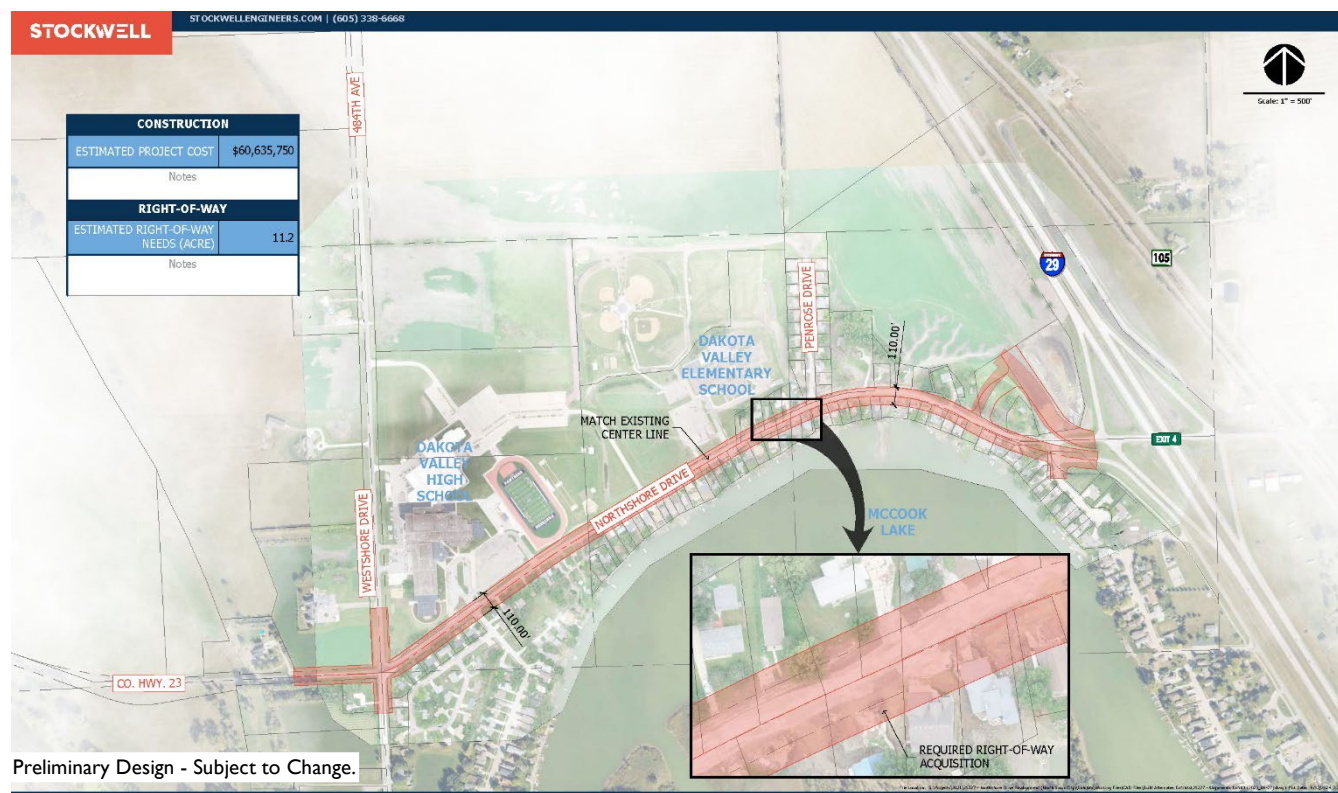 STOCKWELL
STOCKWELLENGINEERS.COM | (605) 338-6668
Scale: 1" = 500'
484TH AVE
CONSTRUCTION
ESTIMATED PROJECT COST $60,635,750
Notes
RIGHT-OF-WAY
ESTIMATED RIGHT-OF-WAY
NEEDS (ACRE) 11.2
Notes
29
105
PENROSE DRIVE
110.00'
DAKOTA
VALLEY
ELEMENTARY
SCHOOL
MATCH EXISTING
CENTER LINE
EXIT 4
DAKOTA
VALLEY
HIGH
SCHOOL
NORTHSHORE DRIVE
WESTSHORE DRIVE
MCCOOK
LAKE
110.00'
CO. HWY. 23
REQUIRED RIGHT-OF-WAY
ACQUISITION
Preliminary Design - Subject to Change.